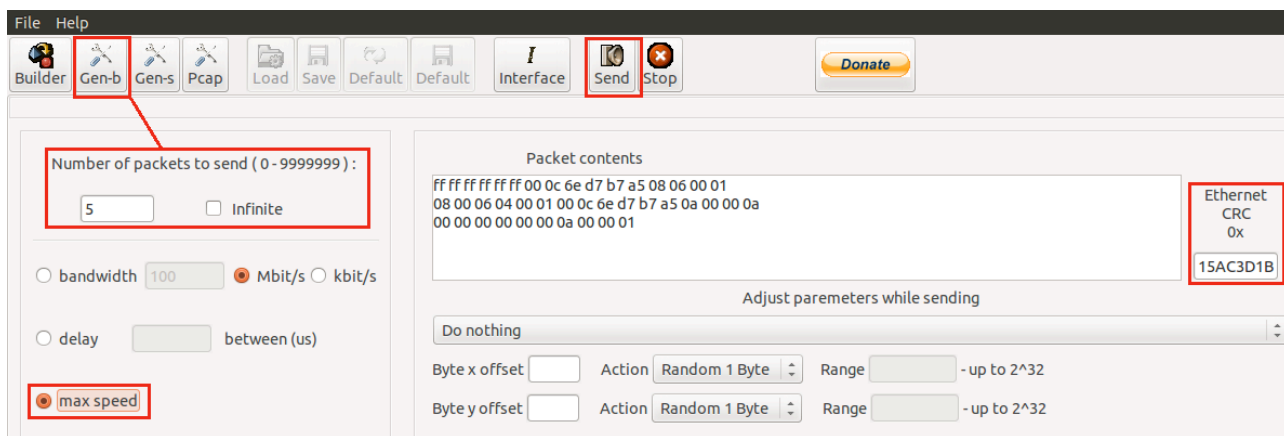 File Help
Builder Gen-b Gen-s Pcap Load Save Default Default I Interface Send Stop Donate
Number of packets to send ( 0 - 9999999 ) :
5 Infinite
bandwidth 100 Mbit/s kbit/s
delay between (us)
max speed
Packet contents
ff ff ff ff ff ff 00 0c 6e d7 b7 a5 08 06 00 01
08 00 06 04 00 01 00 0c 6e d7 b7 a5 0a 00 00 0a
00 00 00 00 00 00 0a 00 00 01
Ethernet
CRC
0x
15AC3D1B
Adjust paremeters while sending
Do nothing
Byte x offset Action Random 1 Byte Range - up to 2^32
Byte y offset Action Random 1 Byte Range - up to 2^32